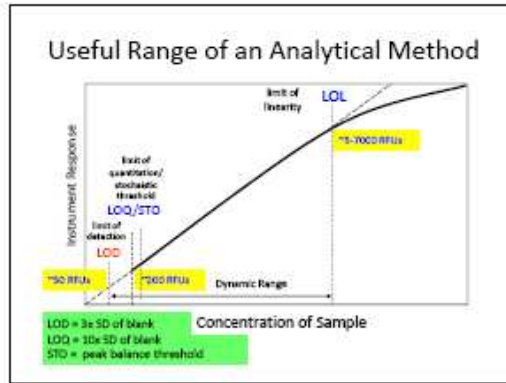 Useful Range of an Analytical Method
limit of
linearity
LOL
~5-7000 RFUs
limit of
quantitation/
stochaistic
threshold
LOQ/STO
limit of
detection
LOD
Instrument Response
~50 RFUs
~200 RFUs
Dynamic Range
Concentration of Sample
LOD = 3x SD of blank
LOQ = 10x SD of blank
STO = peak balance threshold